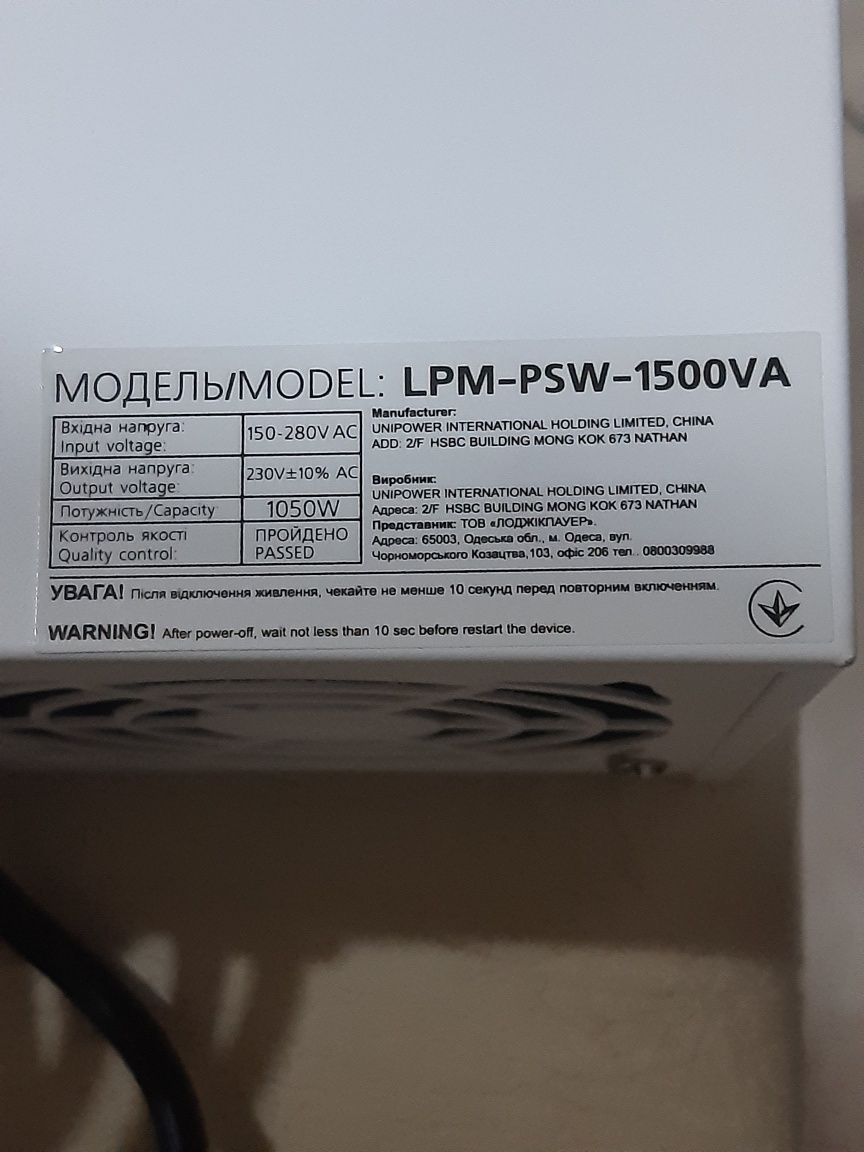 МОДЕЛЬ/MODEL: LPM-PSW-1500VA
Вхідна напруга:
Input voltage:
150-280V AC
Вихідна напруга:
Output voltage:
230V±10% AC
Потужність/Capacity
1050W
Контроль якості
Quality control:
ПРОЙДЕНО
PASSED
Manufacturer:
UNIPOWER INTERNATIONAL HOLDING LIMITED, CHINA
ADD: 2/F HSBC BUILDING MONG KOK 673 NATHAN
Виробник:
UNIPOWER INTERNATIONAL HOLDING LIMITED, CHINA
Адреса: 2/F HSBC BUILDING MONG KOK 673 NATHAN
Представник: ТОВ «ЛОДЖІКПАУЕР».
Адреса: 65003, Одеська обл., м. Одеса, вул.
Чорноморського Козацтва,103, офіс 206 тел.. 0800309988
УВАГА! Після відключення живлення, чекайте не менше 10 секунд перед повторним включенням.
WARNING! After power-off, wait not less than 10 sec before restart the device.